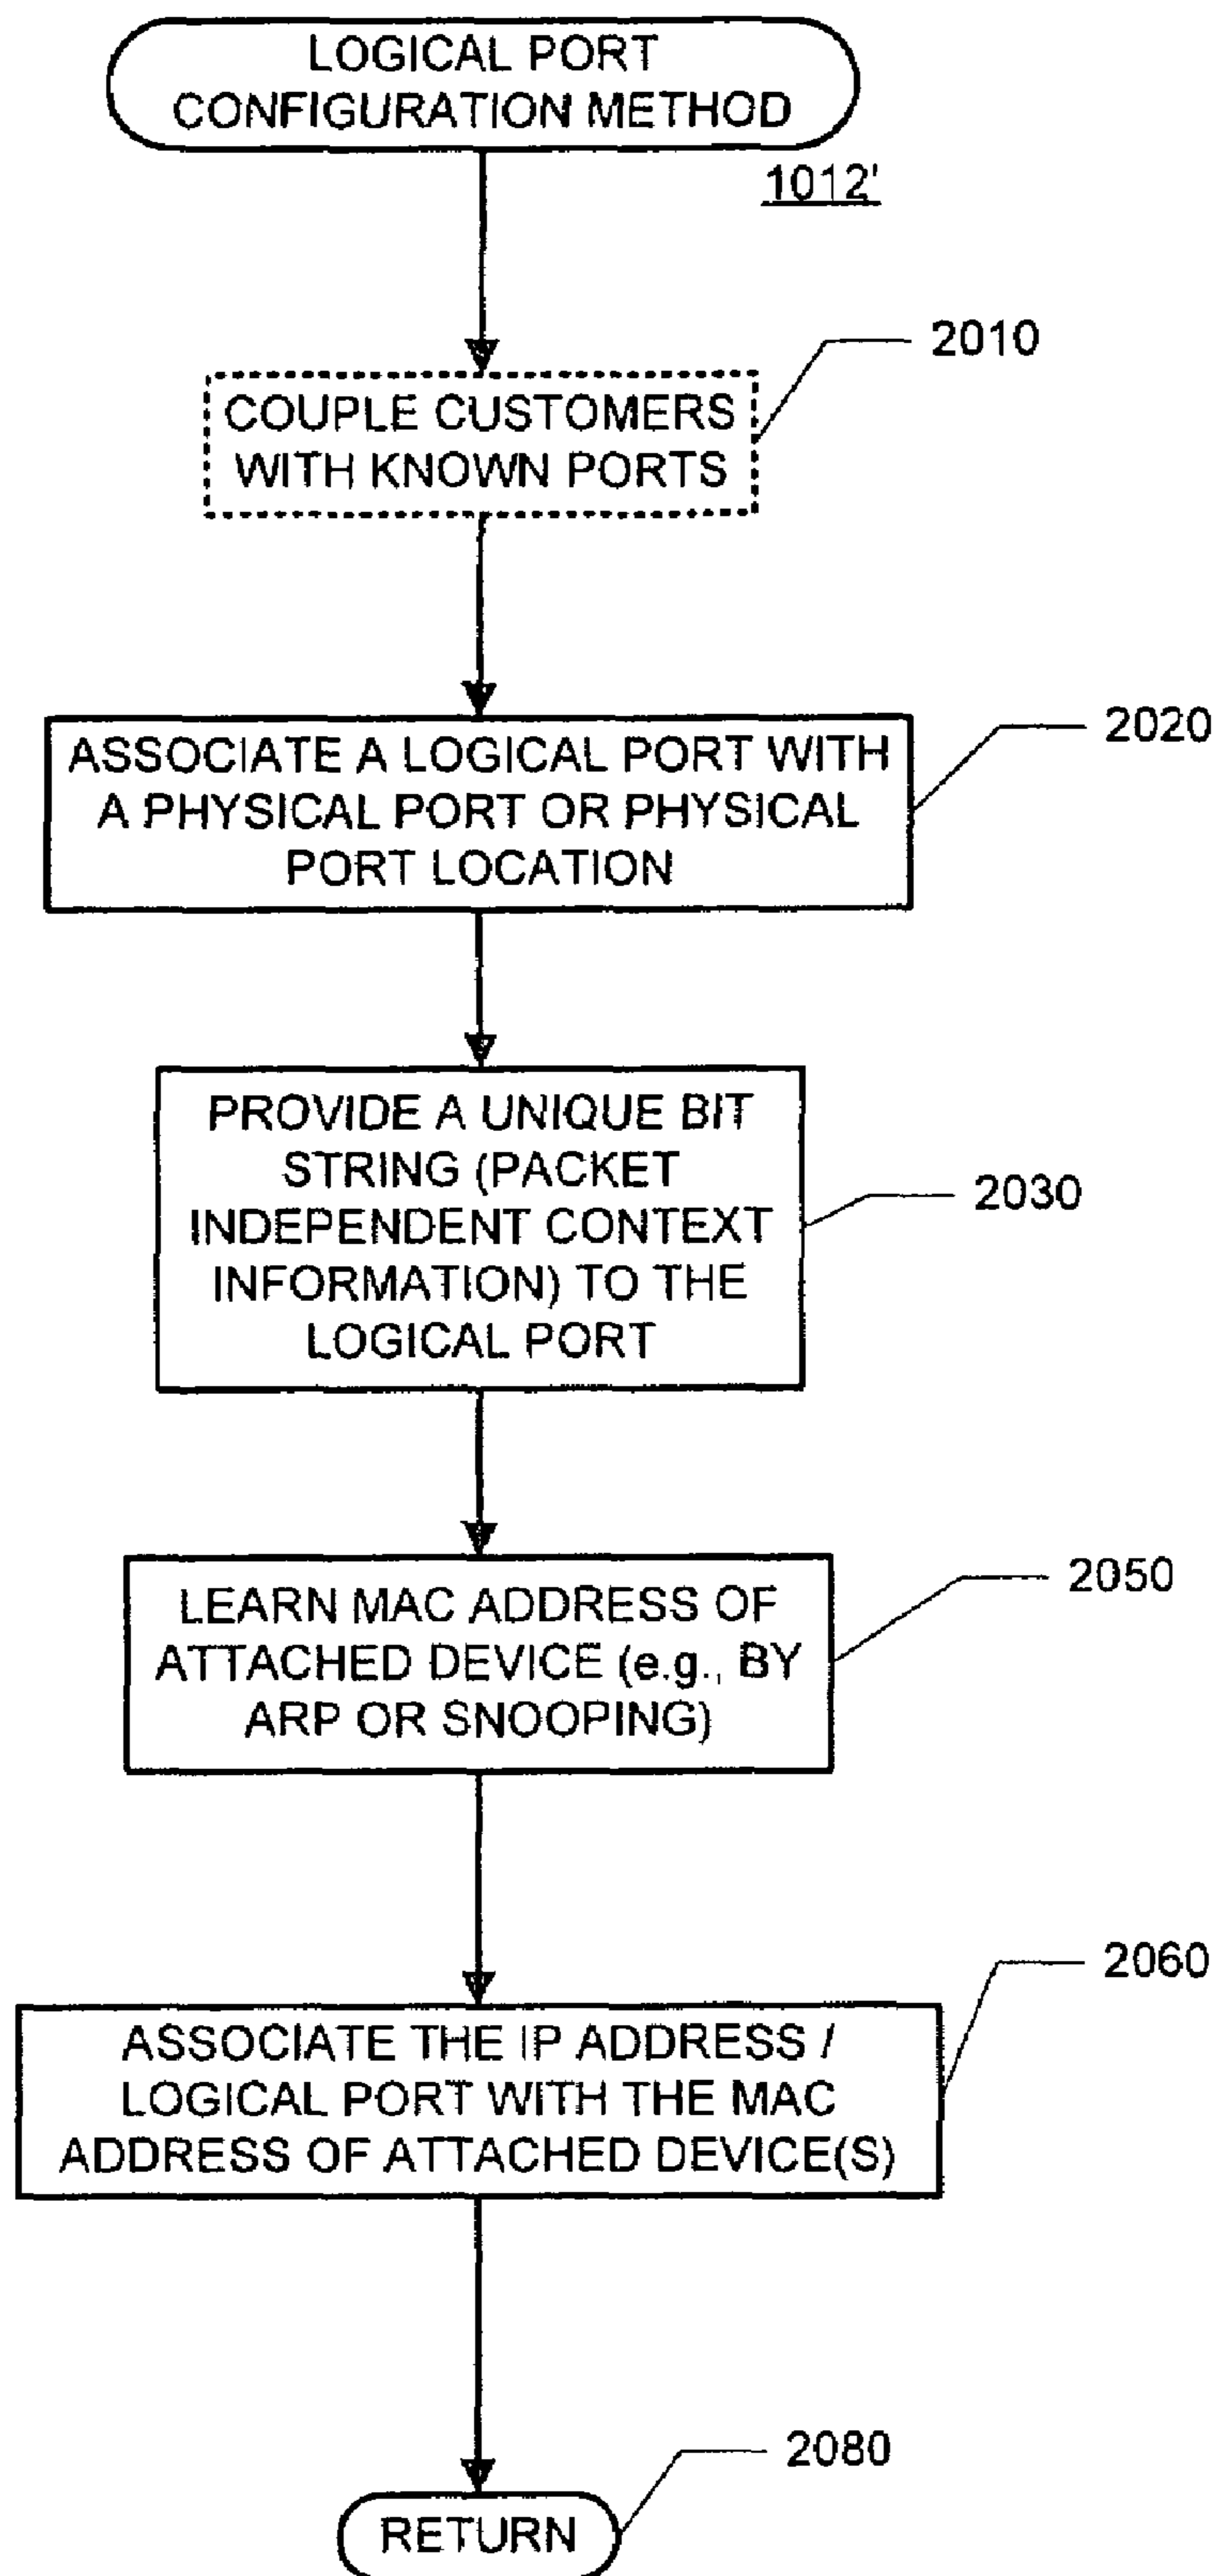 LOGICAL PORT
CONFIGURATION METHOD
1012'
2010
COUPLE CUSTOMERS
WITH KNOWN PORTS
2020
ASSOCIATE A LOGICAL PORT WITH
A PHYSICAL PORT OR PHYSICAL
PORT LOCATION
PROVIDE A UNIQUE BIT
STRING (PACKET
INDEPENDENT CONTEXT
INFORMATION) TO THE
LOGICAL PORT
2030
2050
LEARN MAC ADDRESS OF
ATTACHED DEVICE (e.g., BY
ARP OR SNOOPING)
2060
ASSOCIATE THE IP ADDRESS /
LOGICAL PORT WITH THE MAC
ADDRESS OF ATTACHED DEVICE(S)
2080
RETURN